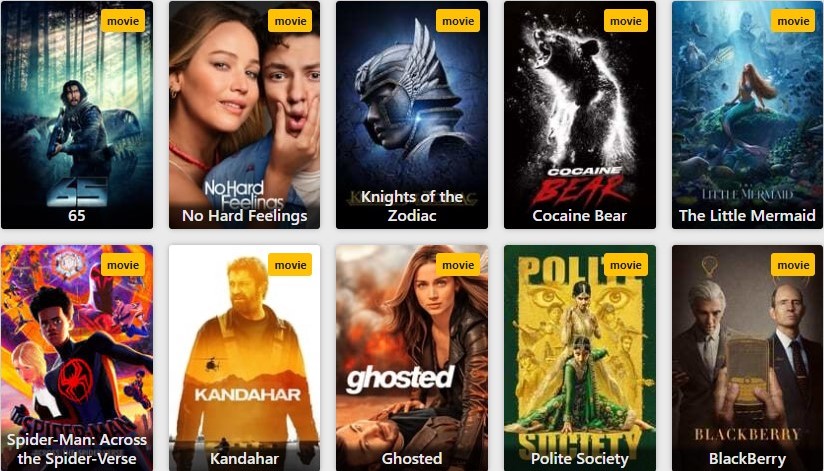 movie
65
65
movie
No Hard
Feelings
No Hard Feelings
movie
Knights of the
Zodiac
movie
COCAINE
BEAR
Cocaine Bear
movie
LITTLE MERMAID
The Little Mermaid
movie
Spider-Man: Across
the Spider-Verse
movie
KANDAHAR
Kandahar
movie
ghosted
Ghosted
movie
POLITE
SOCIETY
Polite Society
movie
BLACKBERRY
BlackBerry